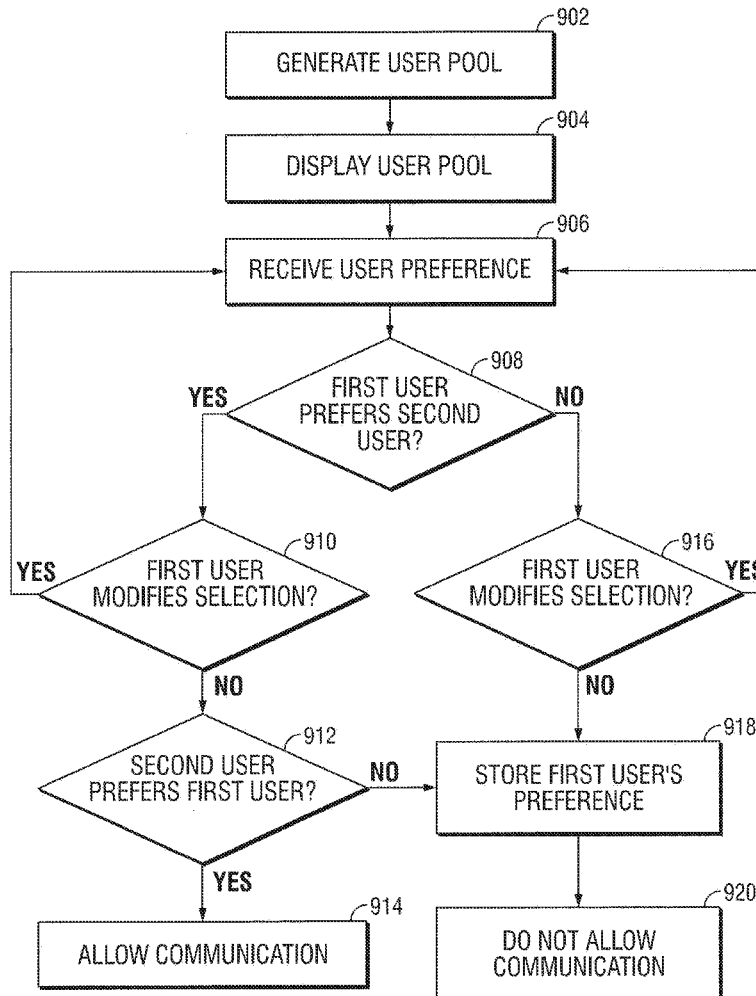 902
GENERATE USER POOL
904
DISPLAY USER POOL
906
RECEIVE USER PREFERENCE
908
YES
FIRST USER
PREFERS SECOND
USER?
NO
910
YES
FIRST USER
MODIFIES SELECTION?
NO
916
FIRST USER
MODIFIES SELECTION?
YES
NO
912
SECOND USER
PREFERS FIRST USER?
NO
YES
918
STORE FIRST USER'S
PREFERENCE
914
ALLOW COMMUNICATION
920
DO NOT ALLOW
COMMUNICATION